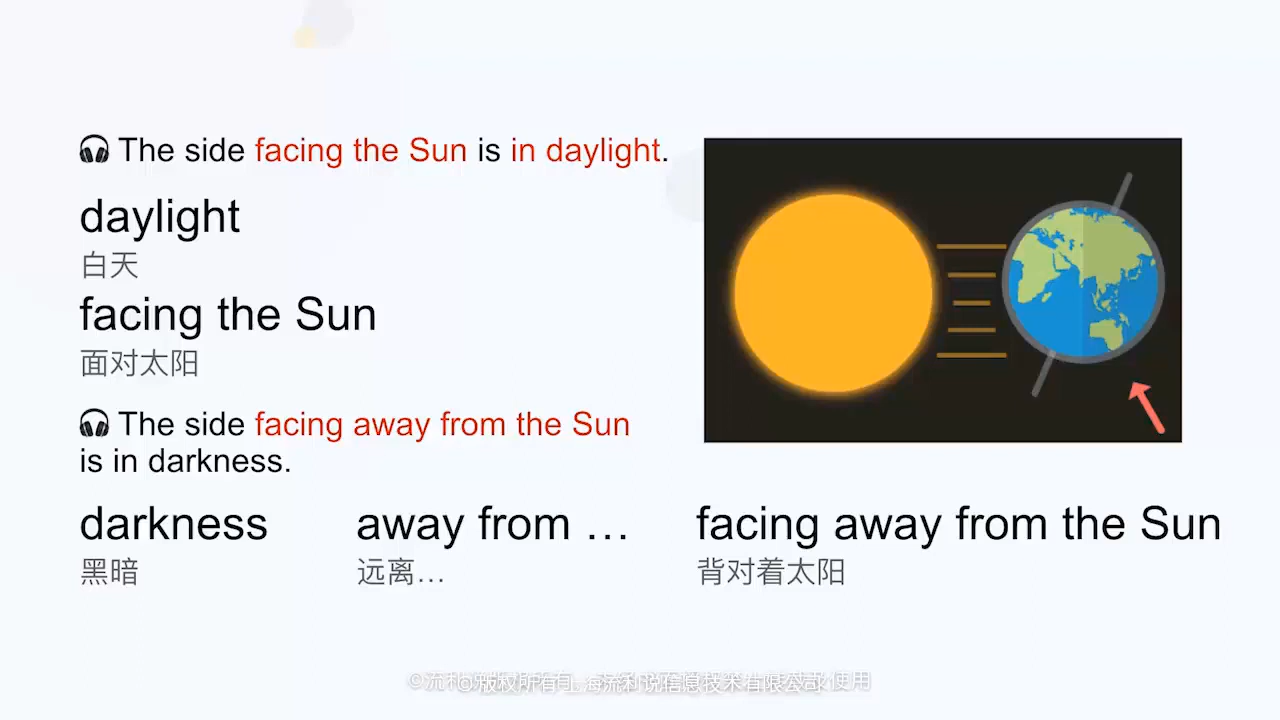 The side facing the Sun is in daylight.
daylight
白天
facing the Sun
面对太阳
The side facing away from the Sun
is in darkness.
darkness
away from …
facing away from the Sun
黑暗
远离…
背对着太阳